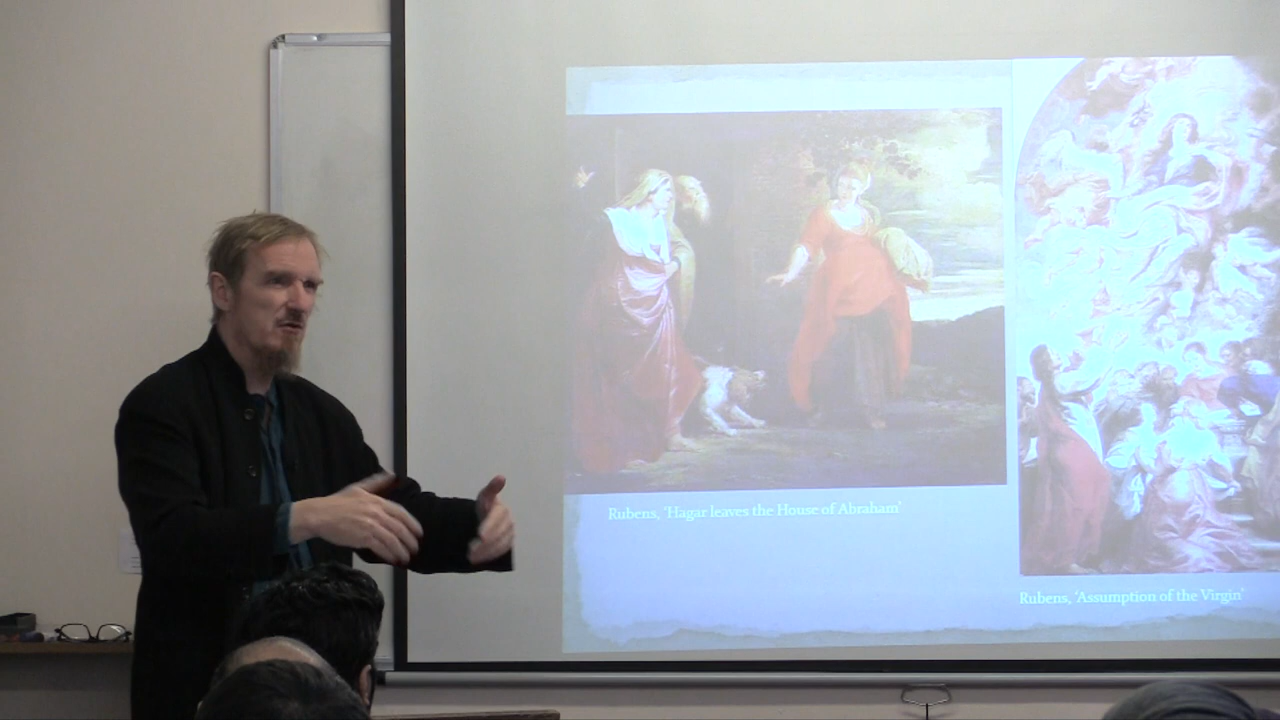 Rubens, 'Hagar leaves the House of Abraham'
Rubens, 'Assumption of the Virgin'